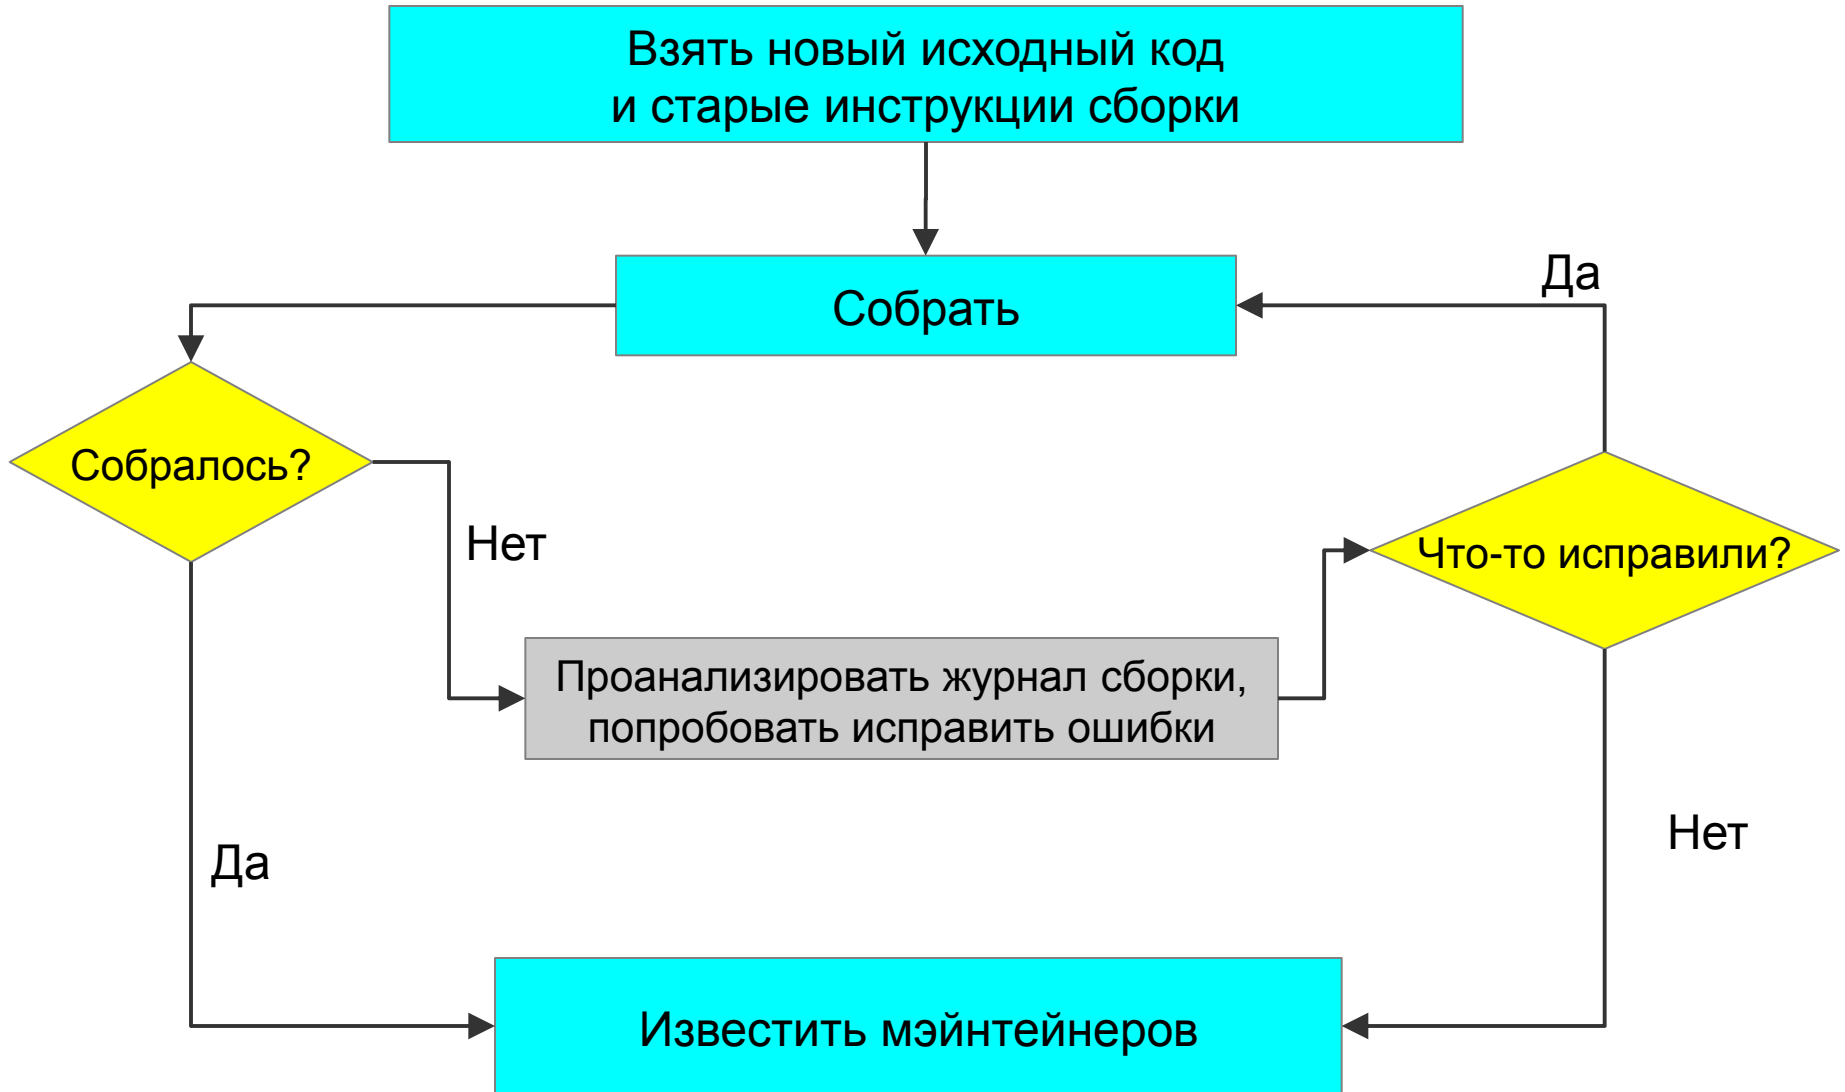 Взять новый исходный код
и старые инструкции сборки
Собрать
Да
Собралось?
Нет
Что-то исправили?
Проанализировать журнал сборки,
попробовать исправить ошибки
Да
Нет
Известить мэйнтейнеров